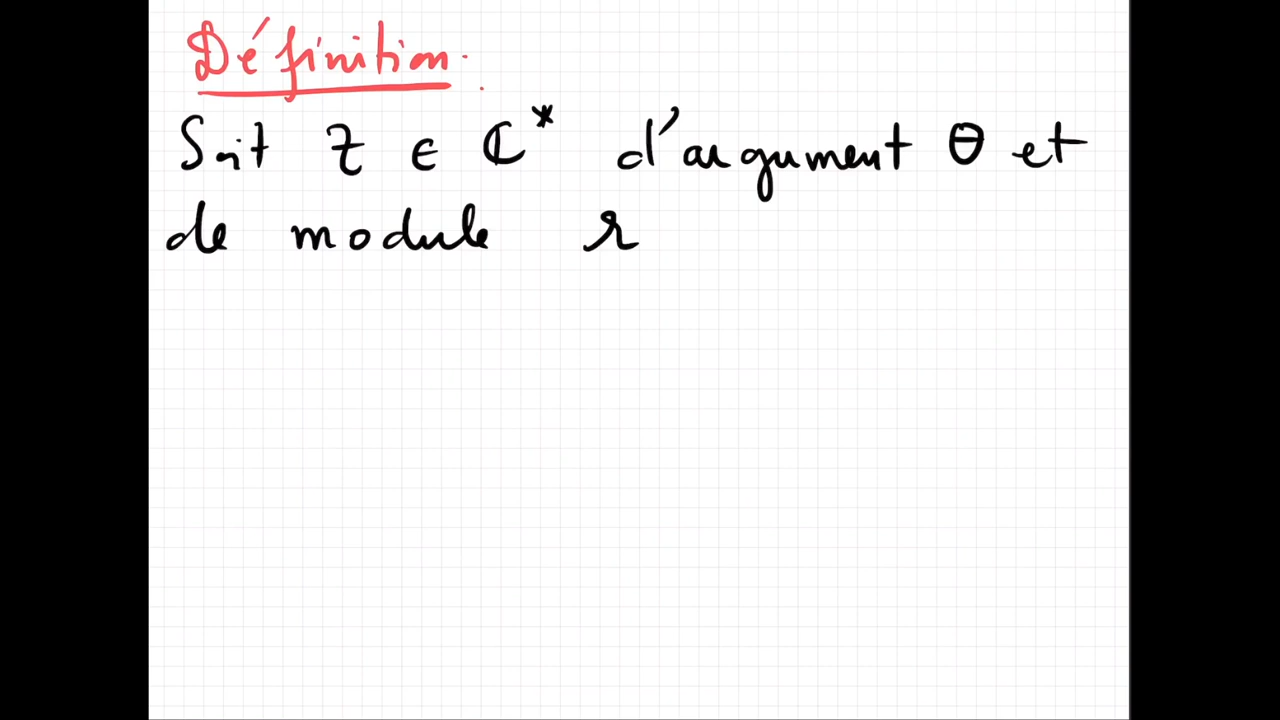 Définition.
Soit z ∈ ℂ* d'argument θ et
de module r